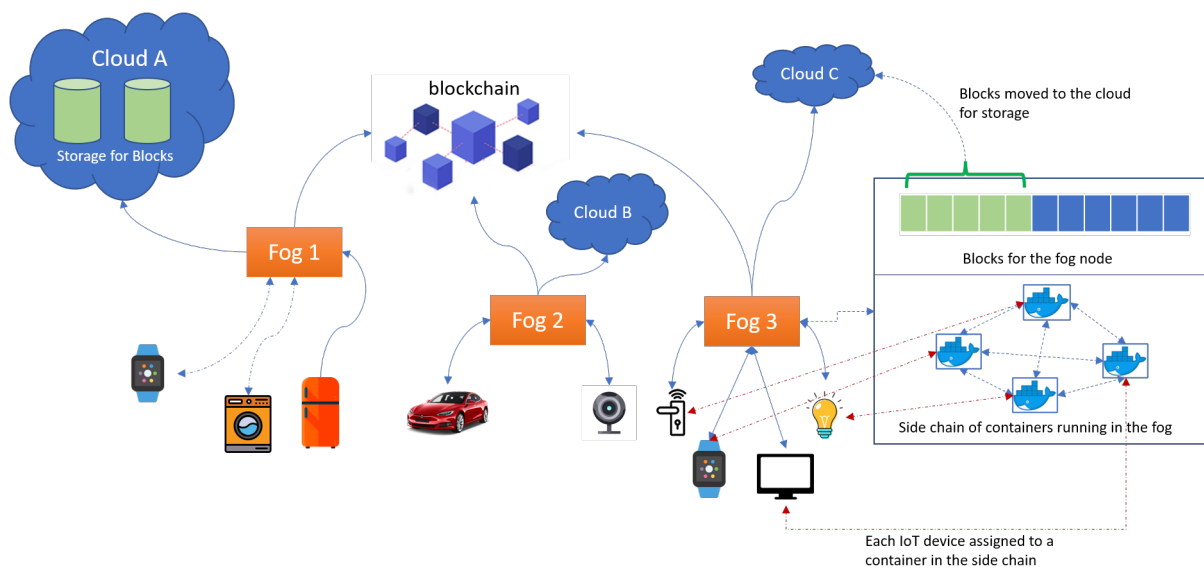 Cloud A
Storage for Blocks
blockchain
Cloud B
Cloud C
Blocks moved to the cloud
for storage
Fog 1
Fog 2
Fog 3
Blocks for the fog node
Side chain of containers running in the fog
Each IoT device assigned to a
container in the side chain